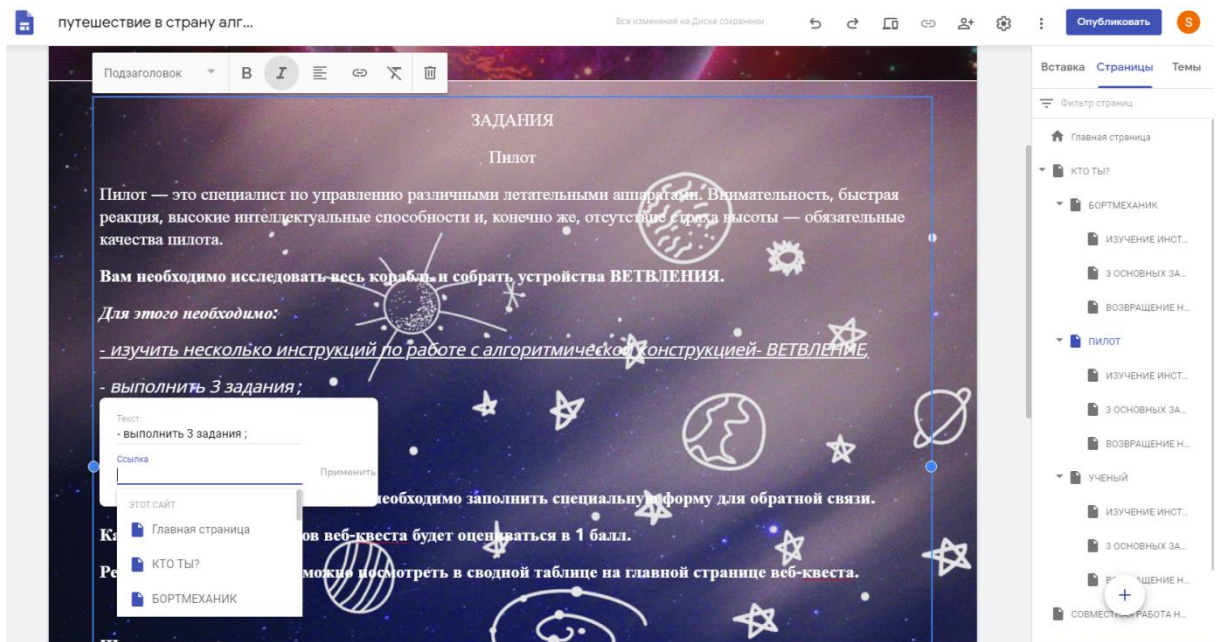 путешествие в страну алг...
Все изменения на Диске сохранены
Опубликовать
S
Подзаголовок
B I
Вставка Страницы Темы
Фильтр страниц
ЗАДАНИЯ
Пилот
Пилот — это специалист по управлению различными летательными аппаратами. Внимательность, быстрая
реакция, высокие интеллектуальные способности и, конечно же, отсутствие страха высоты — обязательные
качества пилота.
Вам необходимо исследовать весь корабль и собрать устройства ВЕТВЛЕНИЯ.
Для этого необходимо:
- изучить несколько инструкций по работе с алгоритмической конструкцией- ВЕТВЛЕНИЕ,
- выполнить 3 задания ;
Текст
- выполнить 3 задания ;
Ссылка
Применить
ЭТОТ САЙТ
Главная страница
КТО ТЫ?
БОРТМЕХАНИК
необходимо заполнить специальную форму для обратной связи.
Ка ов веб-квеста будет оцениваться в 1 балл.
Ре можно посмотреть в сводной таблице на главной странице веб-квеста.
Главная страница
КТО ТЫ?
БОРТМЕХАНИК
ИЗУЧЕНИЕ ИНСТ...
3 ОСНОВНЫХ ЗА...
ВОЗВРАЩЕНИЕ Н...
ПИЛОТ
ИЗУЧЕНИЕ ИНСТ...
3 ОСНОВНЫХ ЗА...
ВОЗВРАЩЕНИЕ Н...
УЧЕНЫЙ
ИЗУЧЕНИЕ ИНСТ...
3 ОСНОВНЫХ ЗА...
ЩЕНИЕ Н...
СОВМЕСТНАЯ РАБОТА Н...